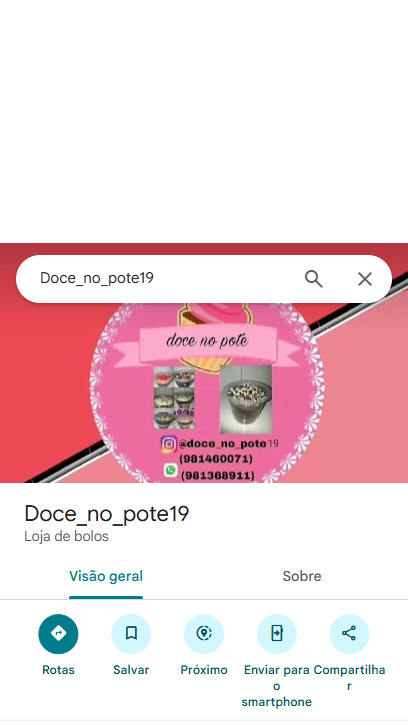 Doce_no_pote19
doce no pote
@doce_no_pote19
(981460071)
(981368911)
Doce_no_pote19
Loja de bolos
Visão geral
Sobre
Rotas
Salvar
Próximo
Enviar para
o
smartphone
Compartilha
r